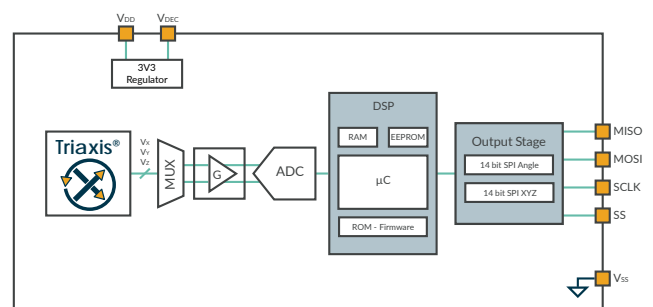 VDD VDEC
3V3
Regulator
Triaxis®
VX
VY
VZ
MUX
G
ADC
DSP
RAM EEPROM
µC
ROM - Firmware
Output Stage
14 bit SPI Angle
14 bit SPI XYZ
MISO
MOSI
SCLK
SS
VSS